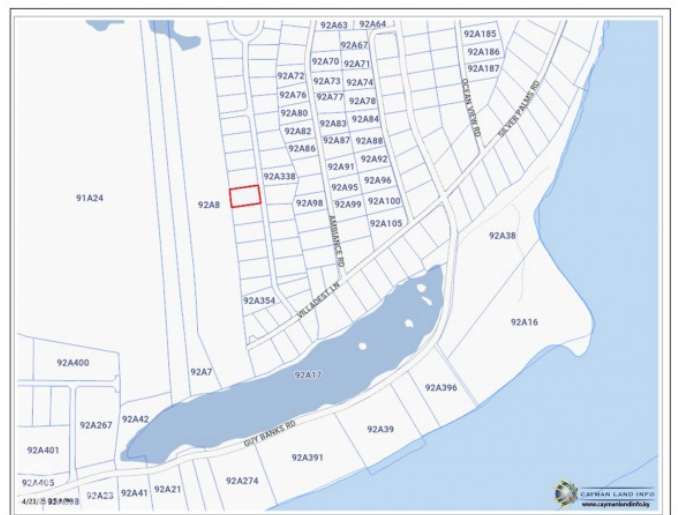 92A63 92A64
92A185
92A67
92A186
92A70 92A71
92A187
92A72 92A73 92A74
92A76 92A77 92A78
OCEAN VIEW RD
SILVER PALMS RD
92A80
92A83 92A84
92A82
92A86 92A87 92A88
92A91 92A92
92A338
92A95 92A96
91A24
92A8
92A98 92A99 92A100
92A105
AMBIANCE RD
92A38
VILLADEST LN
92A354
92A16
92A400
92A7
92A17
92A396
92A42
92A267
GUY BANKS RD
92A39
92A401
92A391
92A274
92A405
92A23 92A41 92A21
CAYMAN LAND INFO
www.caymanlandinfo.ky